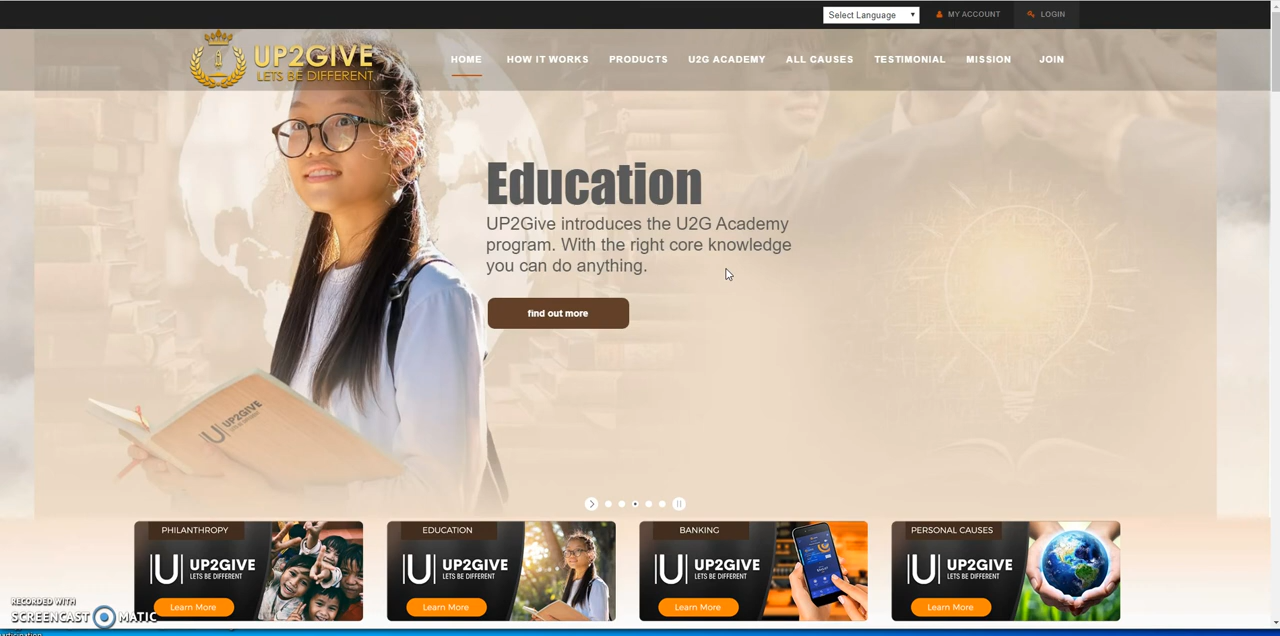 Select Language
MY ACCOUNT
LOGIN
UP2GIVE
LETS BE DIFFERENT
HOME
HOW IT WORKS
PRODUCTS
U2G ACADEMY
ALL CAUSES
TESTIMONIAL
MISSION
JOIN
Education
UP2Give introduces the U2G Academy
program. With the right core knowledge
you can do anything.
find out more
U UP2GIVE
PHILANTHROPY
U UP2GIVE
LETS BE DIFFERENT
Learn More
EDUCATION
U UP2GIVE
LETS BE DIFFERENT
Learn More
BANKING
U UP2GIVE
LETS BE DIFFERENT
Learn More
PERSONAL CAUSES
U UP2GIVE
LETS BE DIFFERENT
Learn More
RECORDED WITH
SCREENCAST MATIC